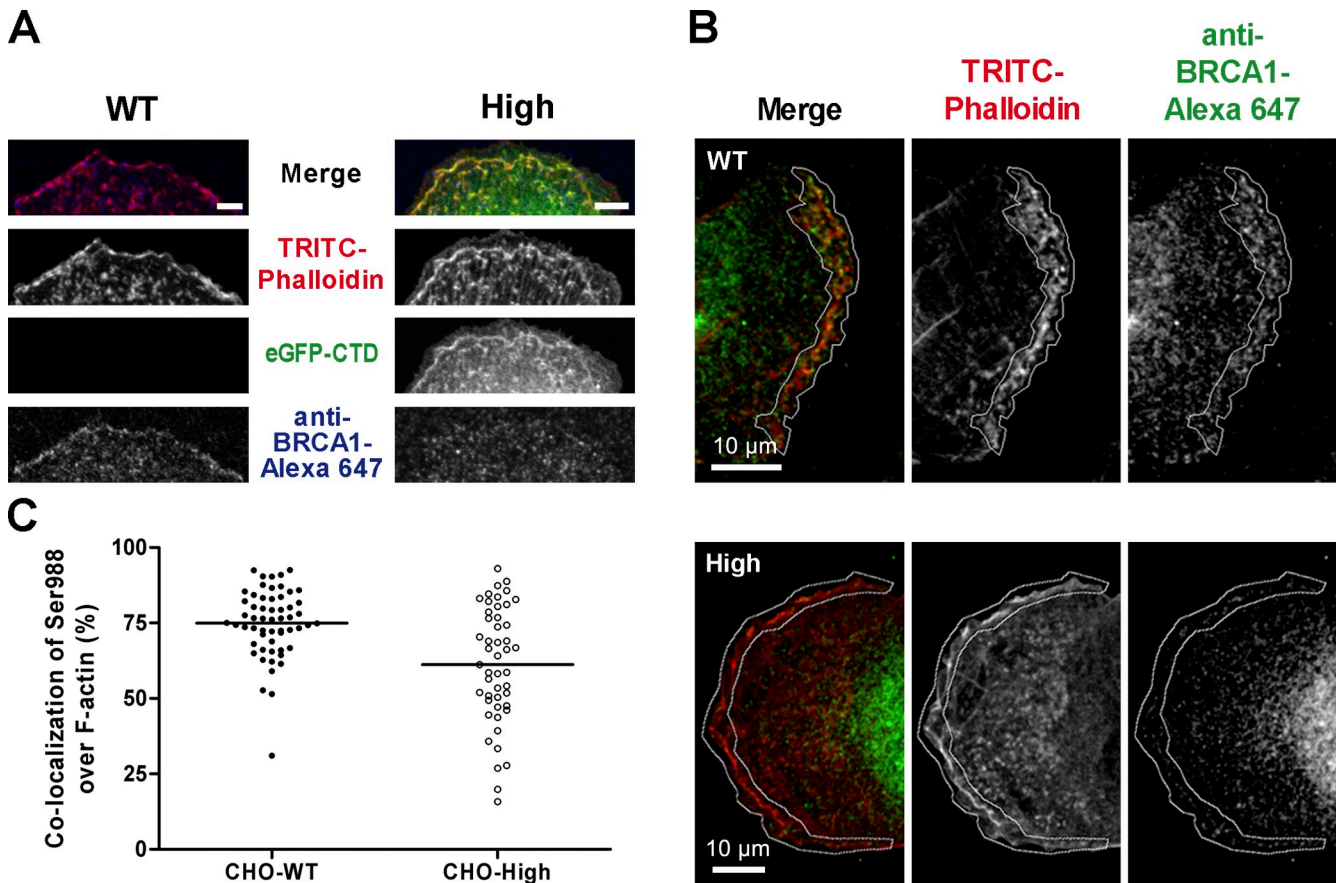 A
WT
High
Merge
TRITC-
Phalloidin
eGFP-CTD
anti-
BRCA1-
Alexa 647
B
Merge
TRITC-
Phalloidin
anti-
BRCA1-
Alexa 647
WT
10 µm
High
10 µm
C
Co-localization of Ser988
over F-actin (%)
100
75
50
25
0
CHO-WT
CHO-High